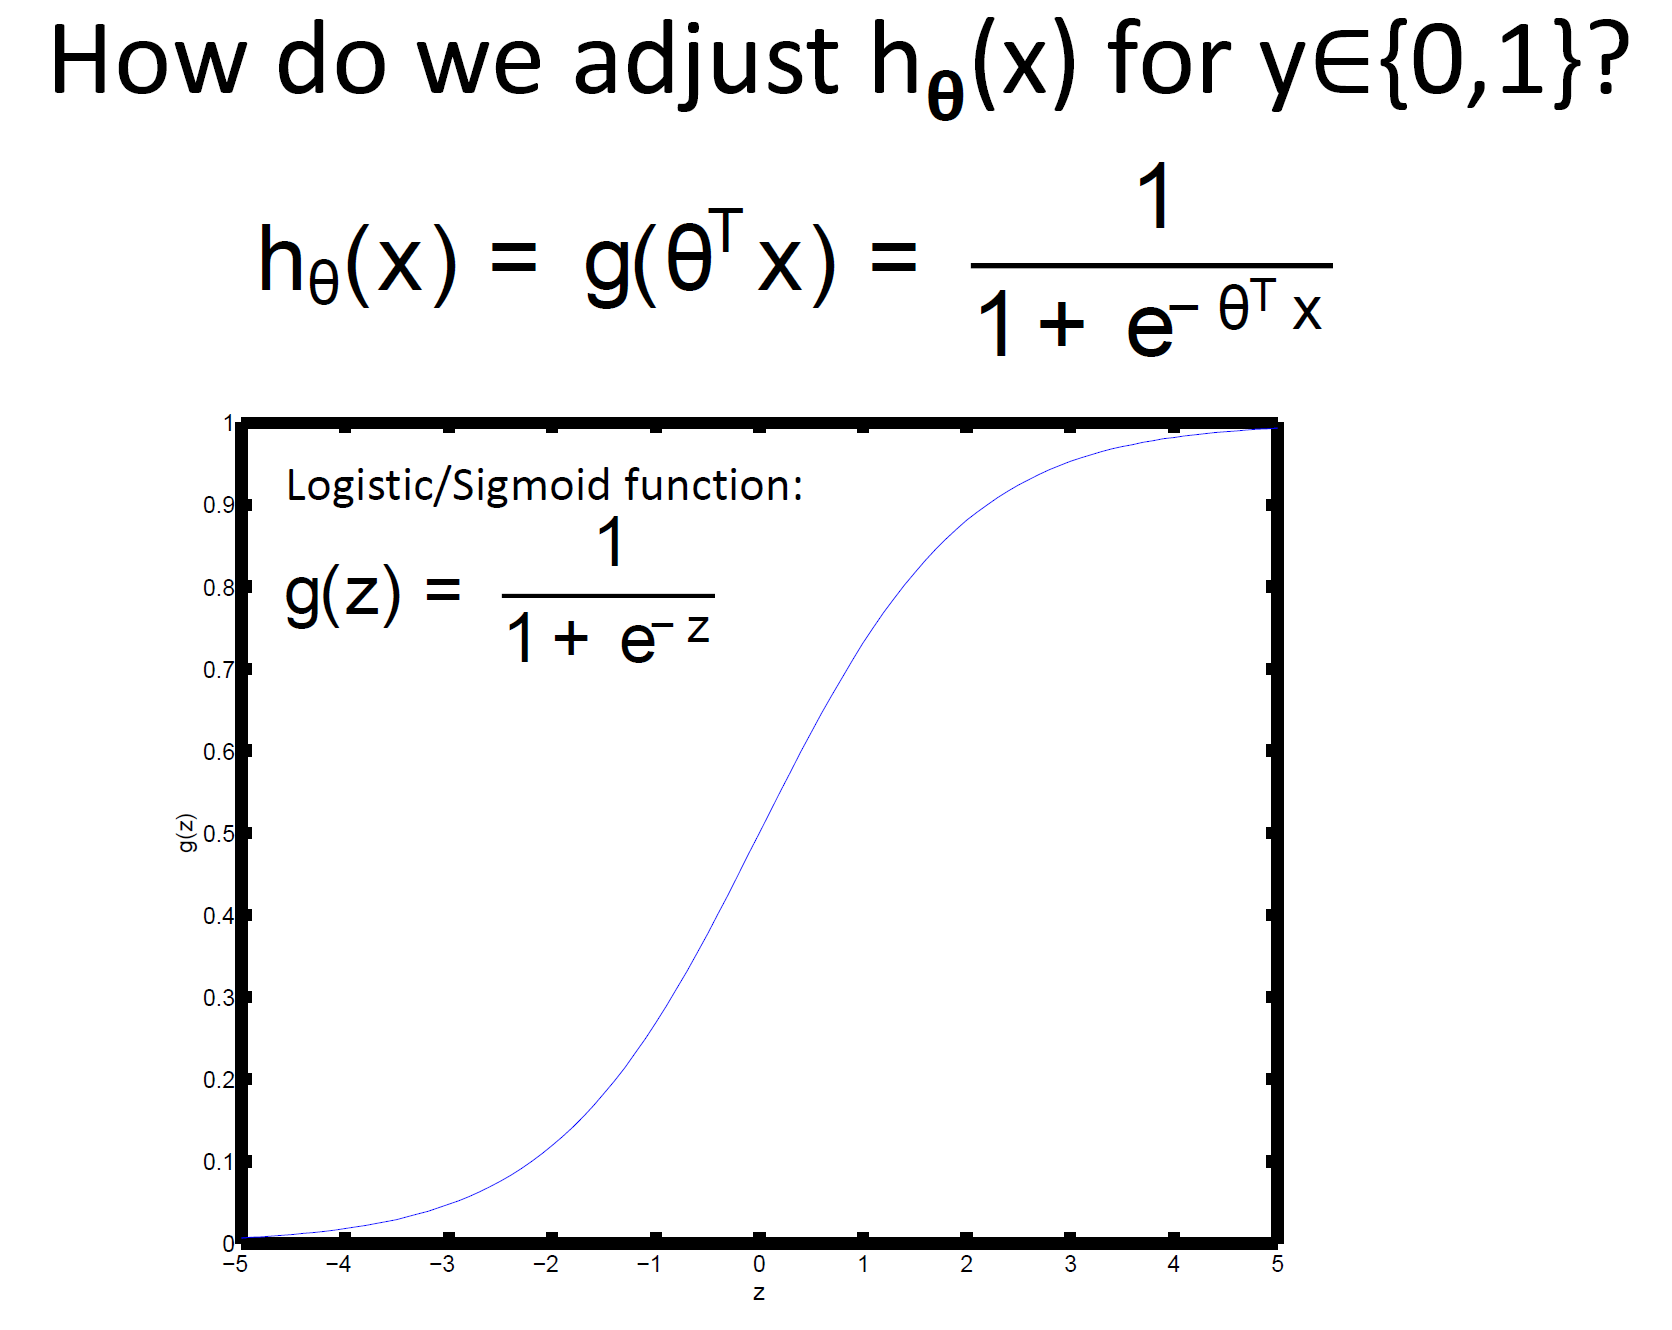 How do we adjust hθ(x) for y∈{0,1}?
hθ(x) = g(θᵀ x) = 1 / (1 + e^(− θᵀ x))
Logistic/Sigmoid function:
g(z) = 1 / (1 + e^(− z))
1
0.9
0.8
0.7
0.6
0.5
0.4
0.3
0.2
0.1
0
g(z)
−5 −4 −3 −2 −1 0 1 2 3 4 5
z